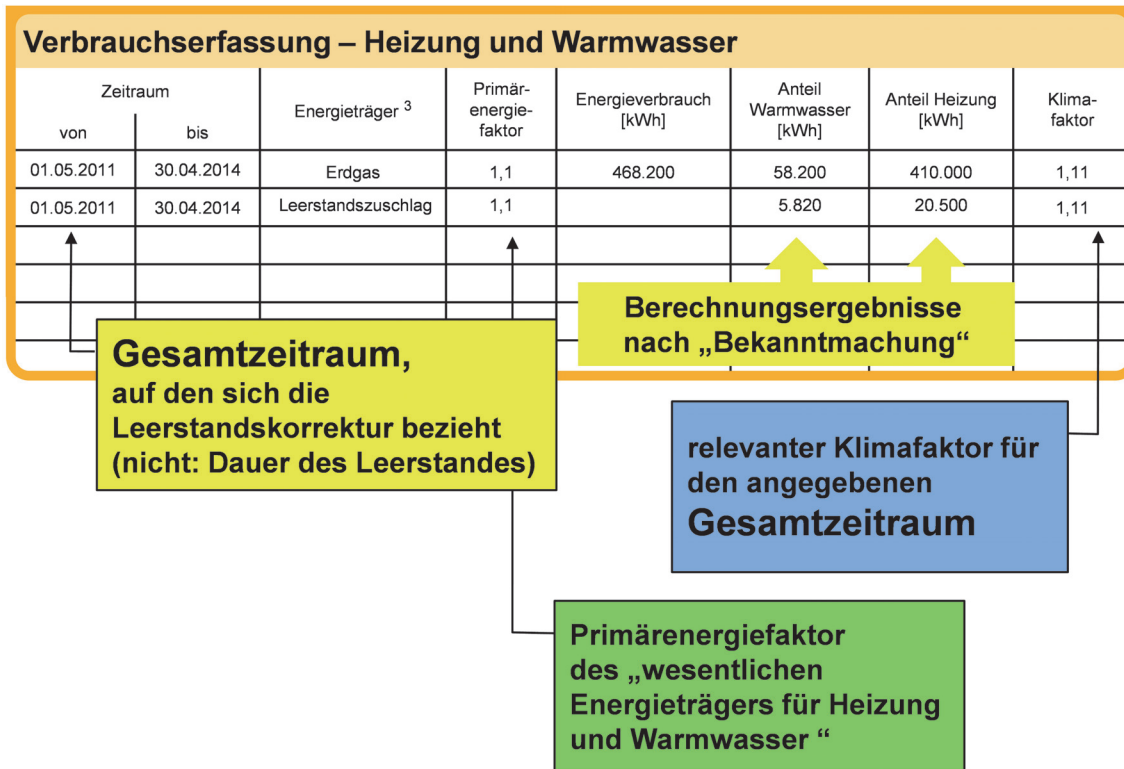 Verbrauchserfassung – Heizung und Warmwasser
Zeitraum
von bis
Energieträger 3
Primär-
energie-
faktor
Energieverbrauch
[kWh]
Anteil
Warmwasser
[kWh]
Anteil Heizung
[kWh]
Klima-
faktor
01.05.2011 30.04.2014 Erdgas 1,1 468.200 58.200 410.000 1,11
01.05.2011 30.04.2014 Leerstandszuschlag 1,1 5.820 20.500 1,11
Berechnungsergebnisse
nach „Bekanntmachung“
Gesamtzeitraum,
auf den sich die
Leerstandskorrektur bezieht
(nicht: Dauer des Leerstandes)
relevanter Klimafaktor für
den angegebenen
Gesamtzeitraum
Primärenergiefaktor
des „wesentlichen
Energieträgers für Heizung
und Warmwasser “